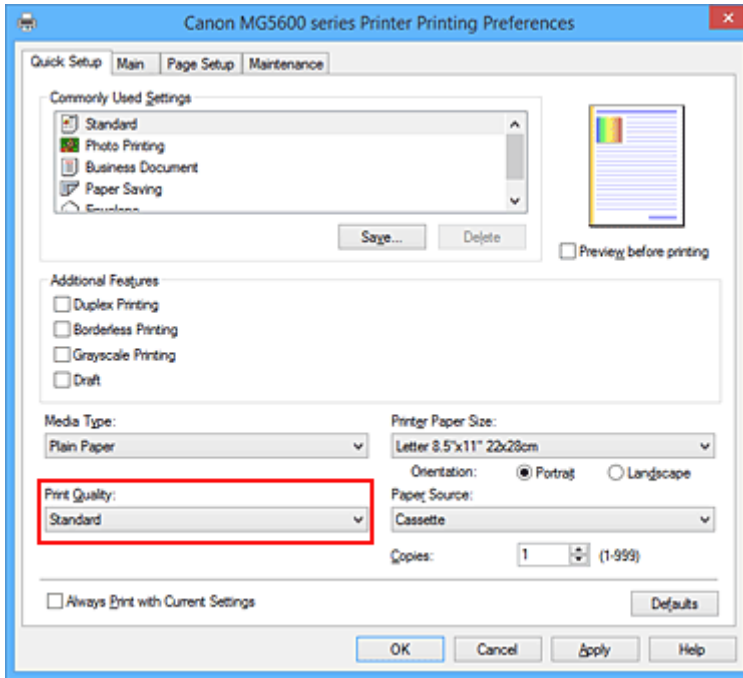 Canon MG5600 series Printer Printing Preferences
Quick Setup Main Page Setup Maintenance
Commonly Used Settings
Standard
Photo Printing
Business Document
Paper Saving
Envelope
Save... Delete
Preview before printing
Additional Features
Duplex Printing
Borderless Printing
Grayscale Printing
Draft
Media Type: Printer Paper Size:
Plain Paper Letter 8.5"x11" 22x28cm
Orientation: Portrait Landscape
Print Quality: Paper Source:
Standard Cassette
Copies: 1 (1-999)
Always Print with Current Settings Defaults
OK Cancel Apply Help